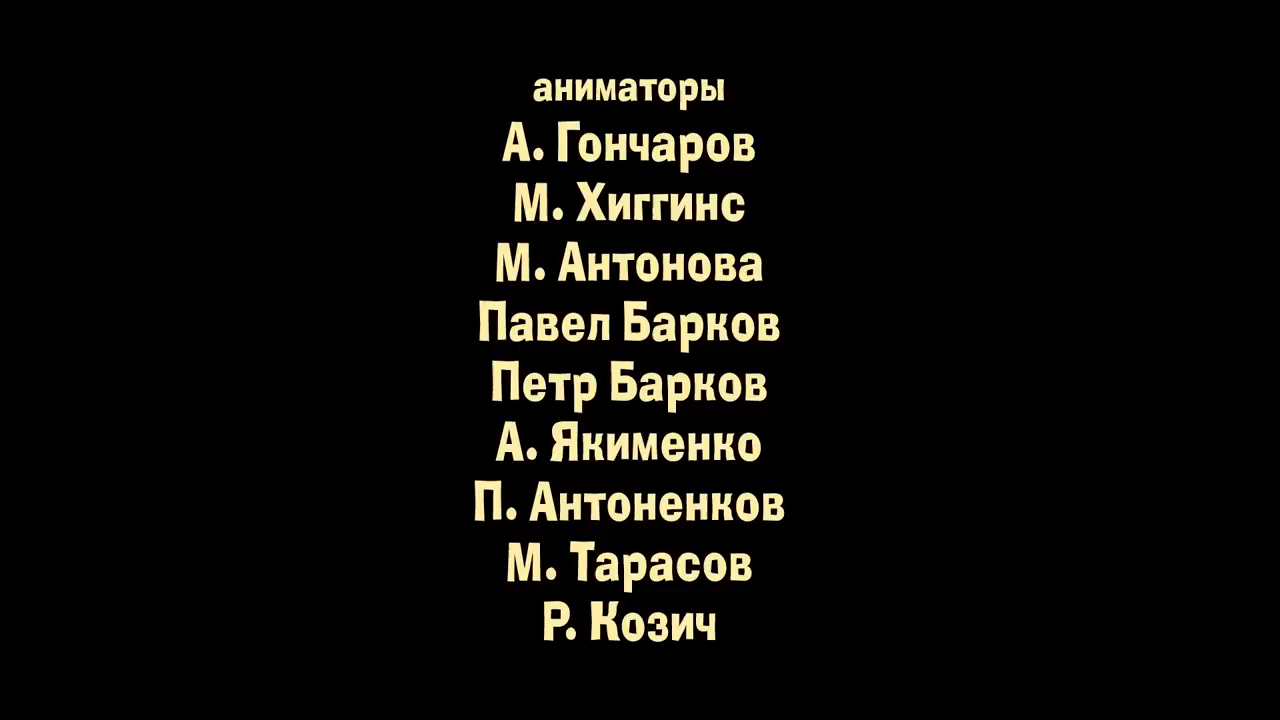 аниматоры
А. Гончаров
М. Хиггинс
М. Антонова
Павел Барков
Петр Барков
А. Якименко
П. Антоненков
М. Тарасов
Р. Козич